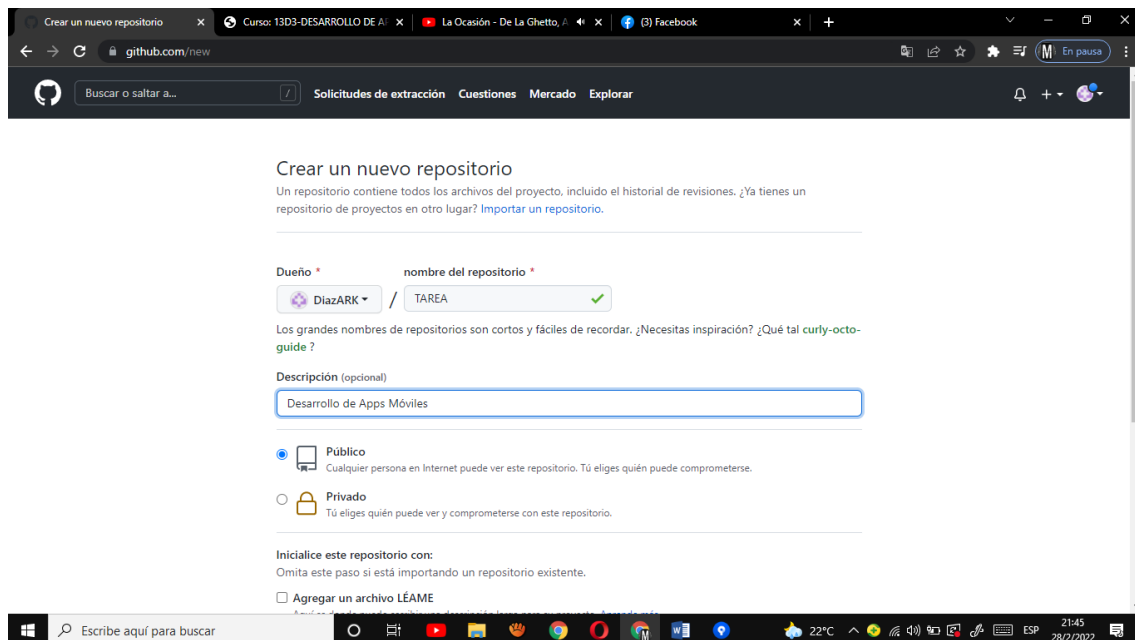 Crear un nuevo repositorio
Curso: 13D3-DESARROLLO DE AP
La Ocasión - De La Ghetto, A
(3) Facebook
github.com/new
En pausa
Buscar o saltar a...
/
Solicitudes de extracción Cuestiones Mercado Explorar
Crear un nuevo repositorio
Un repositorio contiene todos los archivos del proyecto, incluido el historial de revisiones. ¿Ya tienes un
repositorio de proyectos en otro lugar? Importar un repositorio.
Dueño * nombre del repositorio *
DiazARK / TAREA
Los grandes nombres de repositorios son cortos y fáciles de recordar. ¿Necesitas inspiración? ¿Qué tal curly-octo-
guide ?
Descripción (opcional)
Desarrollo de Apps Móviles
Público
Cualquier persona en Internet puede ver este repositorio. Tú eliges quién puede comprometerse.
Privado
Tú eliges quién puede ver y comprometerse con este repositorio.
Inicialice este repositorio con:
Omita este paso si está importando un repositorio existente.
Agregar un archivo LÉAME
Escribe aquí para buscar
22°C
ESP
21:45
28/2/2022